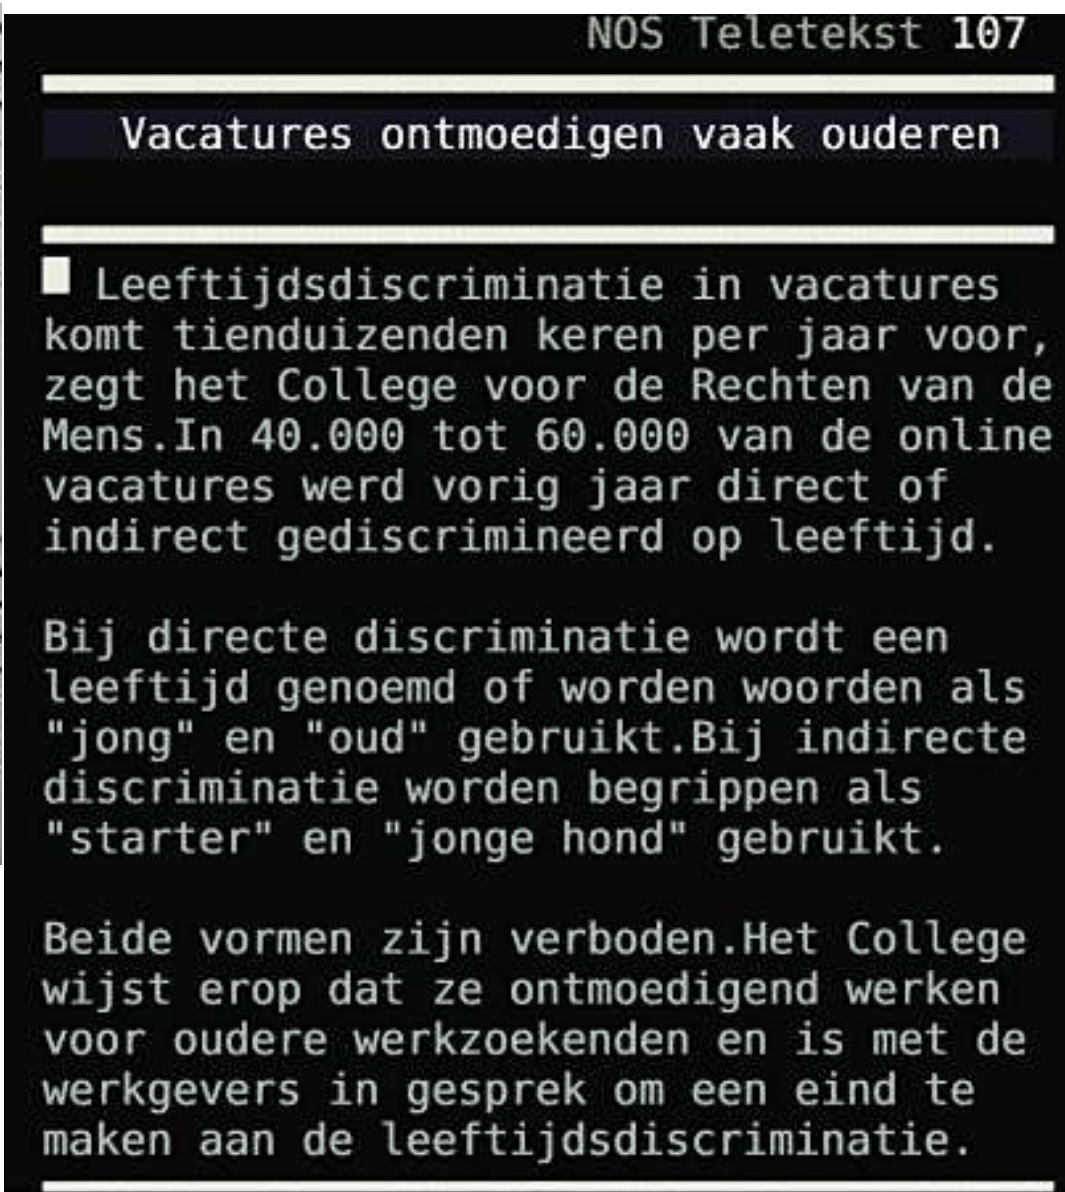 NOS Teletekst 107
Vacatures ontmoedigen vaak ouderen
Leeftijdsdiscriminatie in vacatures
komt tienduizenden keren per jaar voor,
zegt het College voor de Rechten van de
Mens.In 40.000 tot 60.000 van de online
vacatures werd vorig jaar direct of
indirect gediscrimineerd op leeftijd.
Bij directe discriminatie wordt een
leeftijd genoemd of worden woorden als
"jong" en "oud" gebruikt.Bij indirecte
discriminatie worden begrippen als
"starter" en "jonge hond" gebruikt.
Beide vormen zijn verboden.Het College
wijst erop dat ze ontmoedigend werken
voor oudere werkzoekenden en is met de
werkgevers in gesprek om een eind te
maken aan de leeftijdsdiscriminatie.